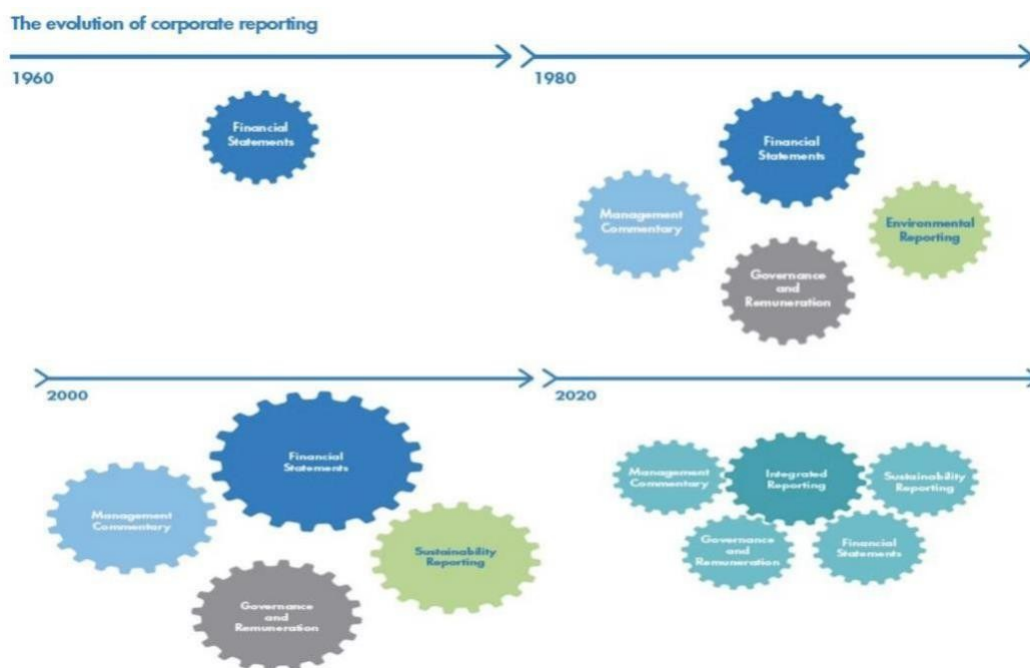 The evolution of corporate reporting
1960
Financial
Statements
1980
Financial
Statements
Management
Commentary
Environmental
Reporting
Governance
and
Remuneration
2000
Financial
Statements
Management
Commentary
Sustainability
Reporting
Governance
and
Remuneration
2020
Management
Commentary
Integrated
Reporting
Sustainability
Reporting
Governance
and
Remuneration
Financial
Statements